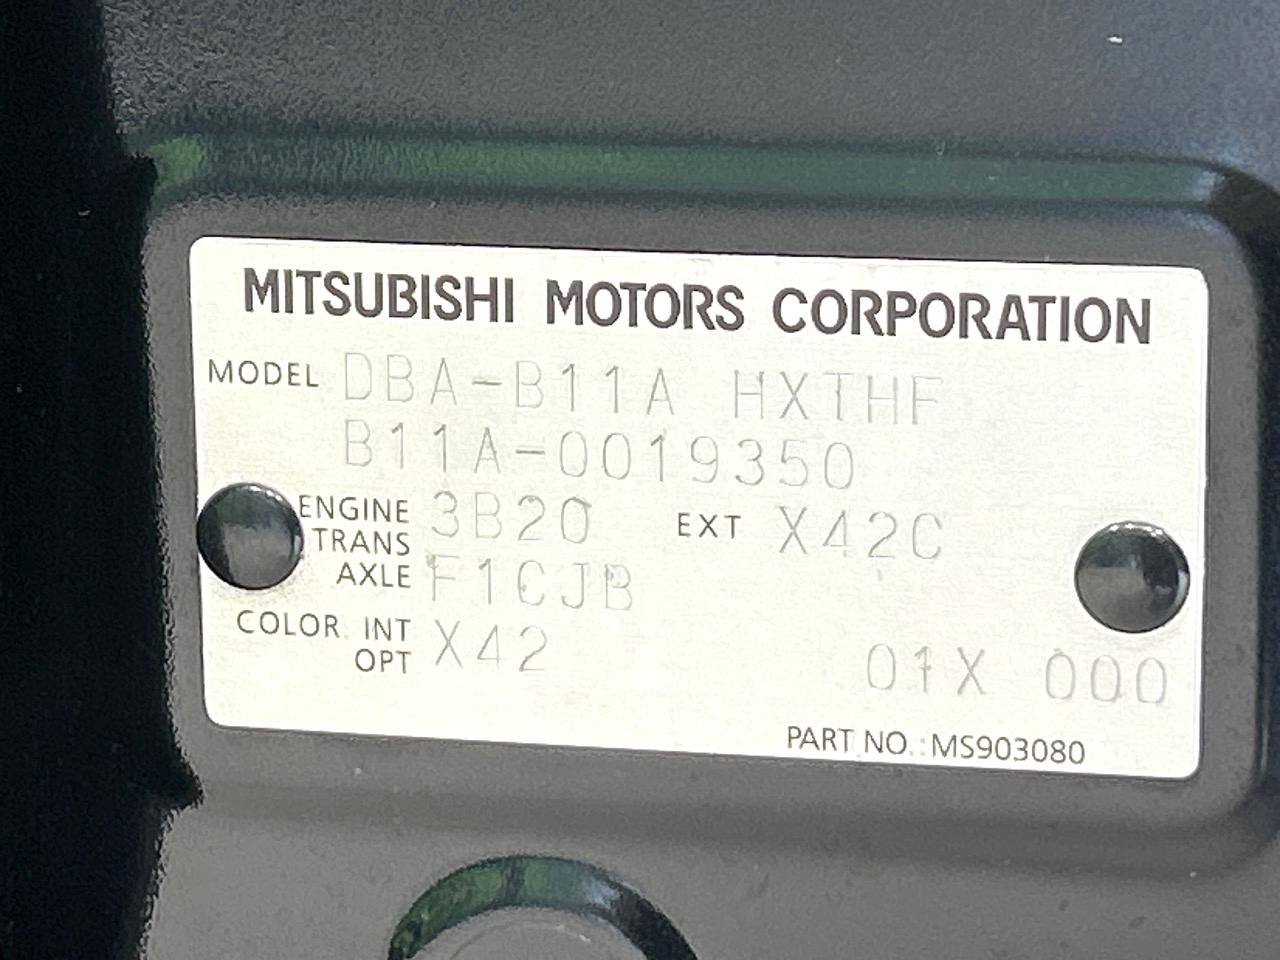 MITSUBISHI MOTORS CORPORATION
MODEL DBA-B11A HXTHF
B11A-0019350
ENGINE 3B20 EXT X42C
TRANS
AXLE F1CJB
COLOR INT X42
OPT 01X 000
PART NO.:MS903080